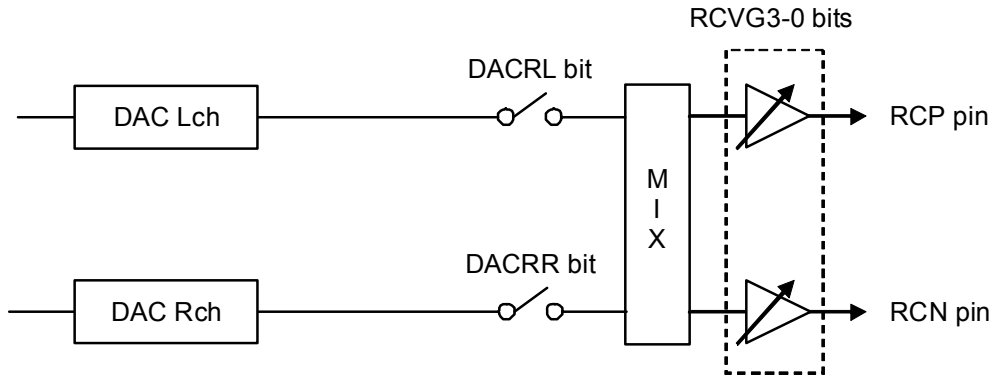 RCVG3-0 bits
DACRL bit
DAC Lch
RCP pin
M
I
X
DACRR bit
DAC Rch
RCN pin